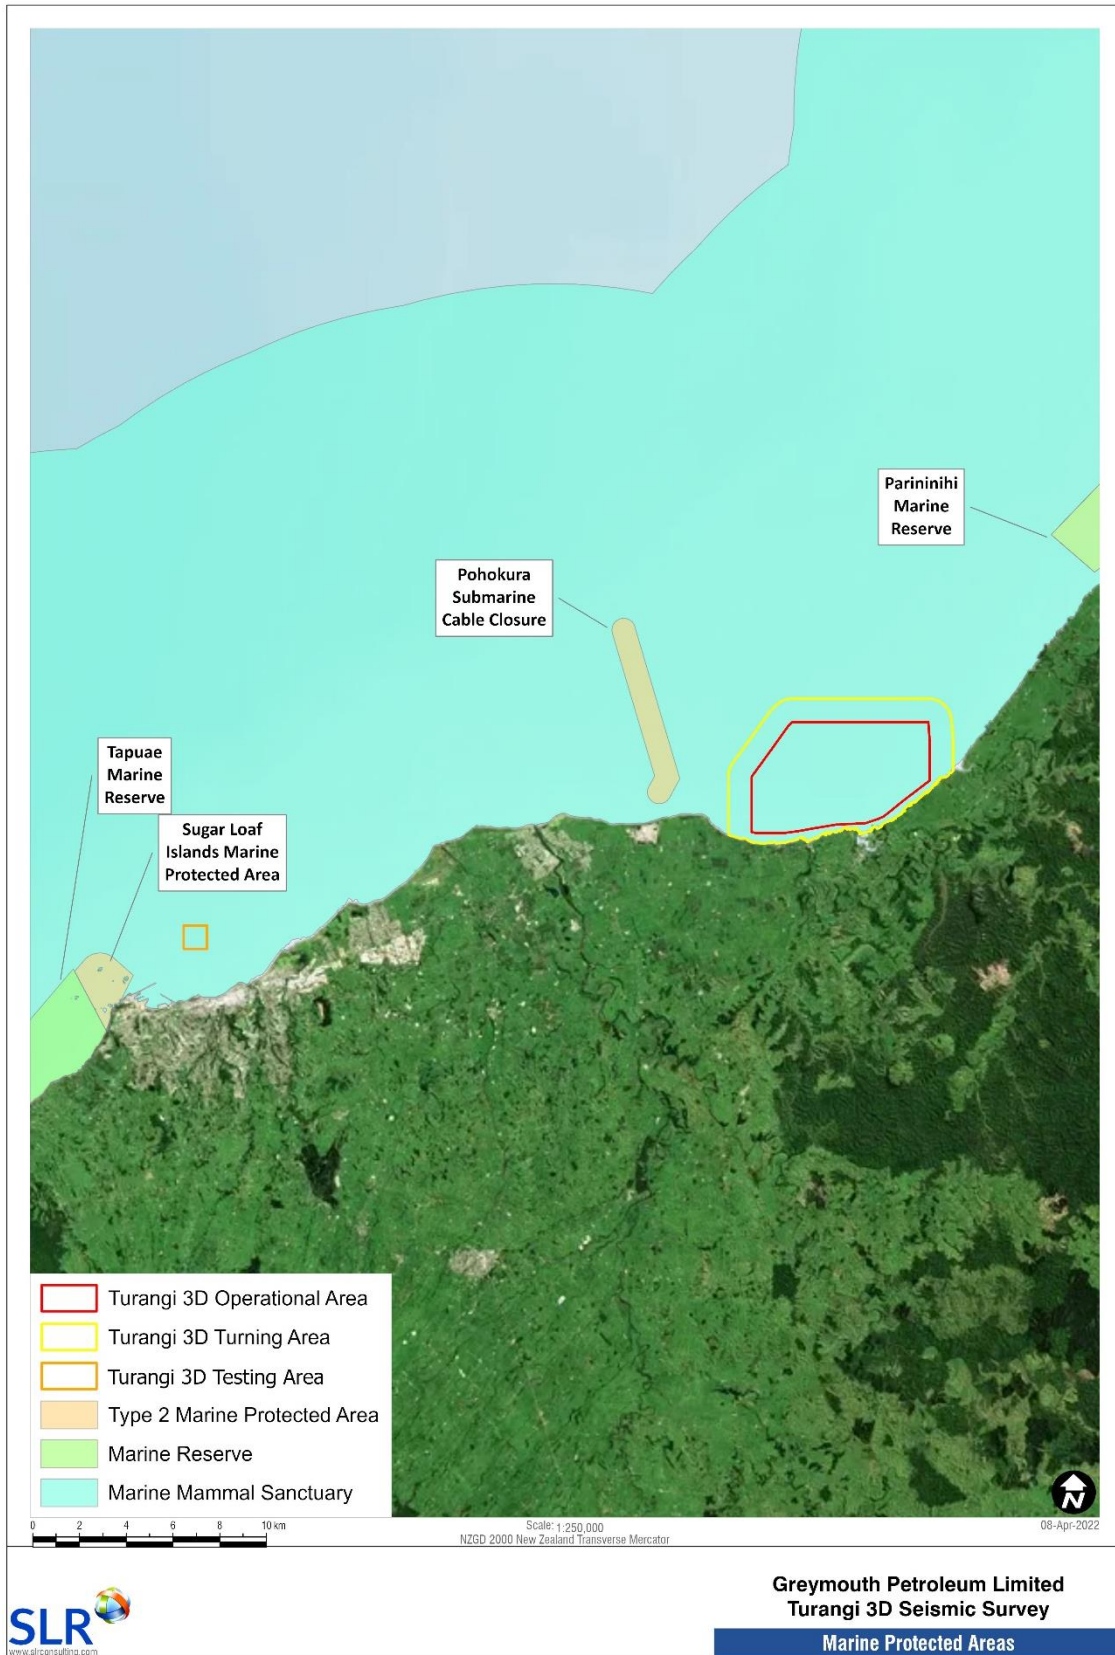 Parininihi
Marine
Reserve
Pohokura
Submarine
Cable Closure
Tapuae
Marine
Reserve
Sugar Loaf
Islands Marine
Protected Area
Turangi 3D Operational Area
Turangi 3D Turning Area
Turangi 3D Testing Area
Type 2 Marine Protected Area
Marine Reserve
Marine Mammal Sanctuary
N
0 2 4 6 8 10 km
Scale: 1:250,000
NZGD 2000 New Zealand Transverse Mercator
08-Apr-2022
SLR
www.slrconsulting.com
Greymouth Petroleum Limited
Turangi 3D Seismic Survey
Marine Protected Areas